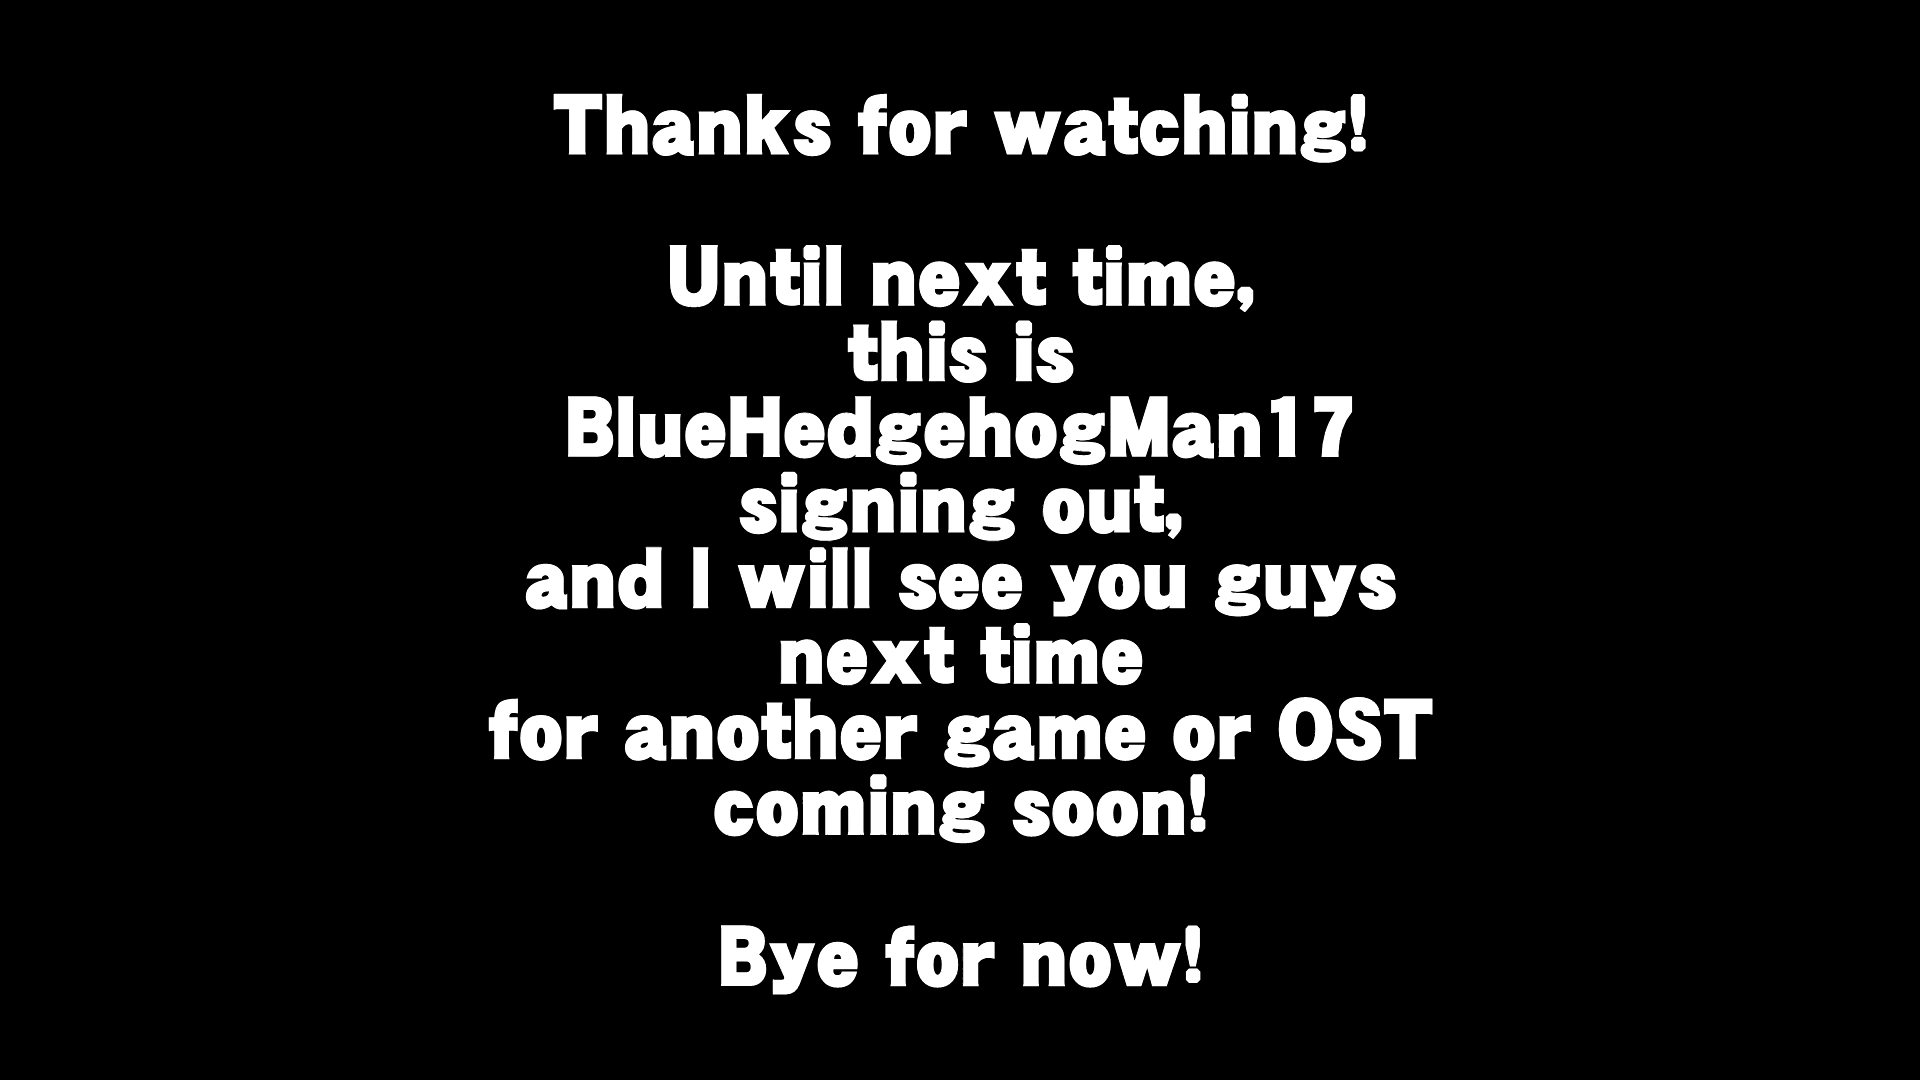 Thanks for watching!
Until next time,
this is
BlueHedgehogMan17
signing out,
and I will see you guys
next time
for another game or OST
coming soon!
Bye for now!